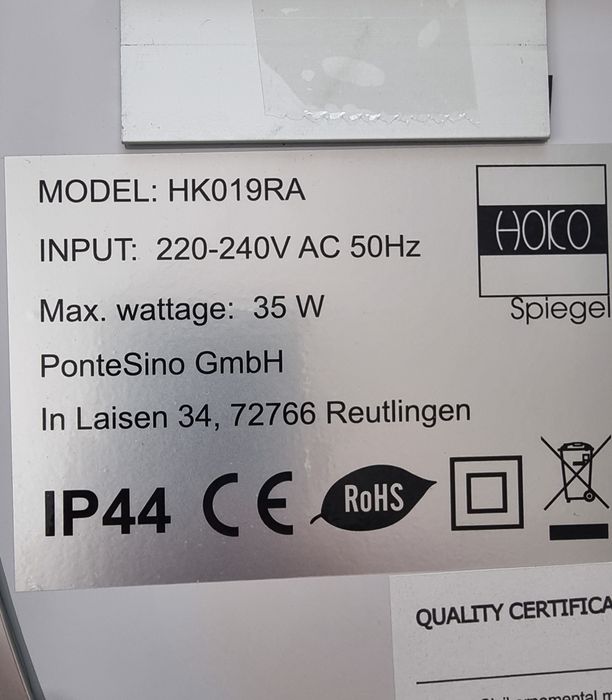 MODEL: HK019RA
HOKO
INPUT: 220-240V AC 50Hz
Max. wattage: 35 W
Spiegel
PonteSino GmbH
In Laisen 34, 72766 Reutlingen
IP44 CE RoHS
QUALITY CERTIFICA